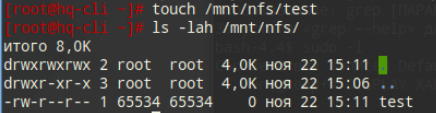 [root@hq-cli ~]# touch /mnt/nfs/test
[root@hq-cli ~]# ls -lah /mnt/nfs/
итого 8,0K
drwxrwxrwx 2 root root 4,0K ноя 22 15:11 .
drwxr-xr-x 3 root root 4,0K ноя 22 15:06 ..
-rw-r--r-- 1 65534 65534 0 ноя 22 15:11 test